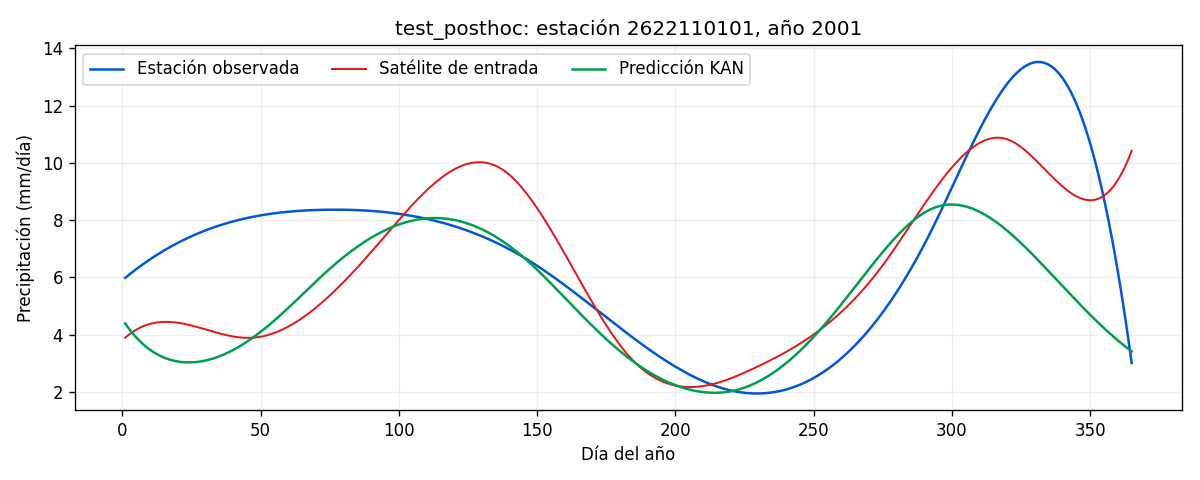 test_posthoc: estación 2622110101, año 2001
Estación observada Satélite de entrada Predicción KAN
Precipitación (mm/día)
14
12
10
8
6
4
2
0 50 100 150 200 250 300 350
Día del año